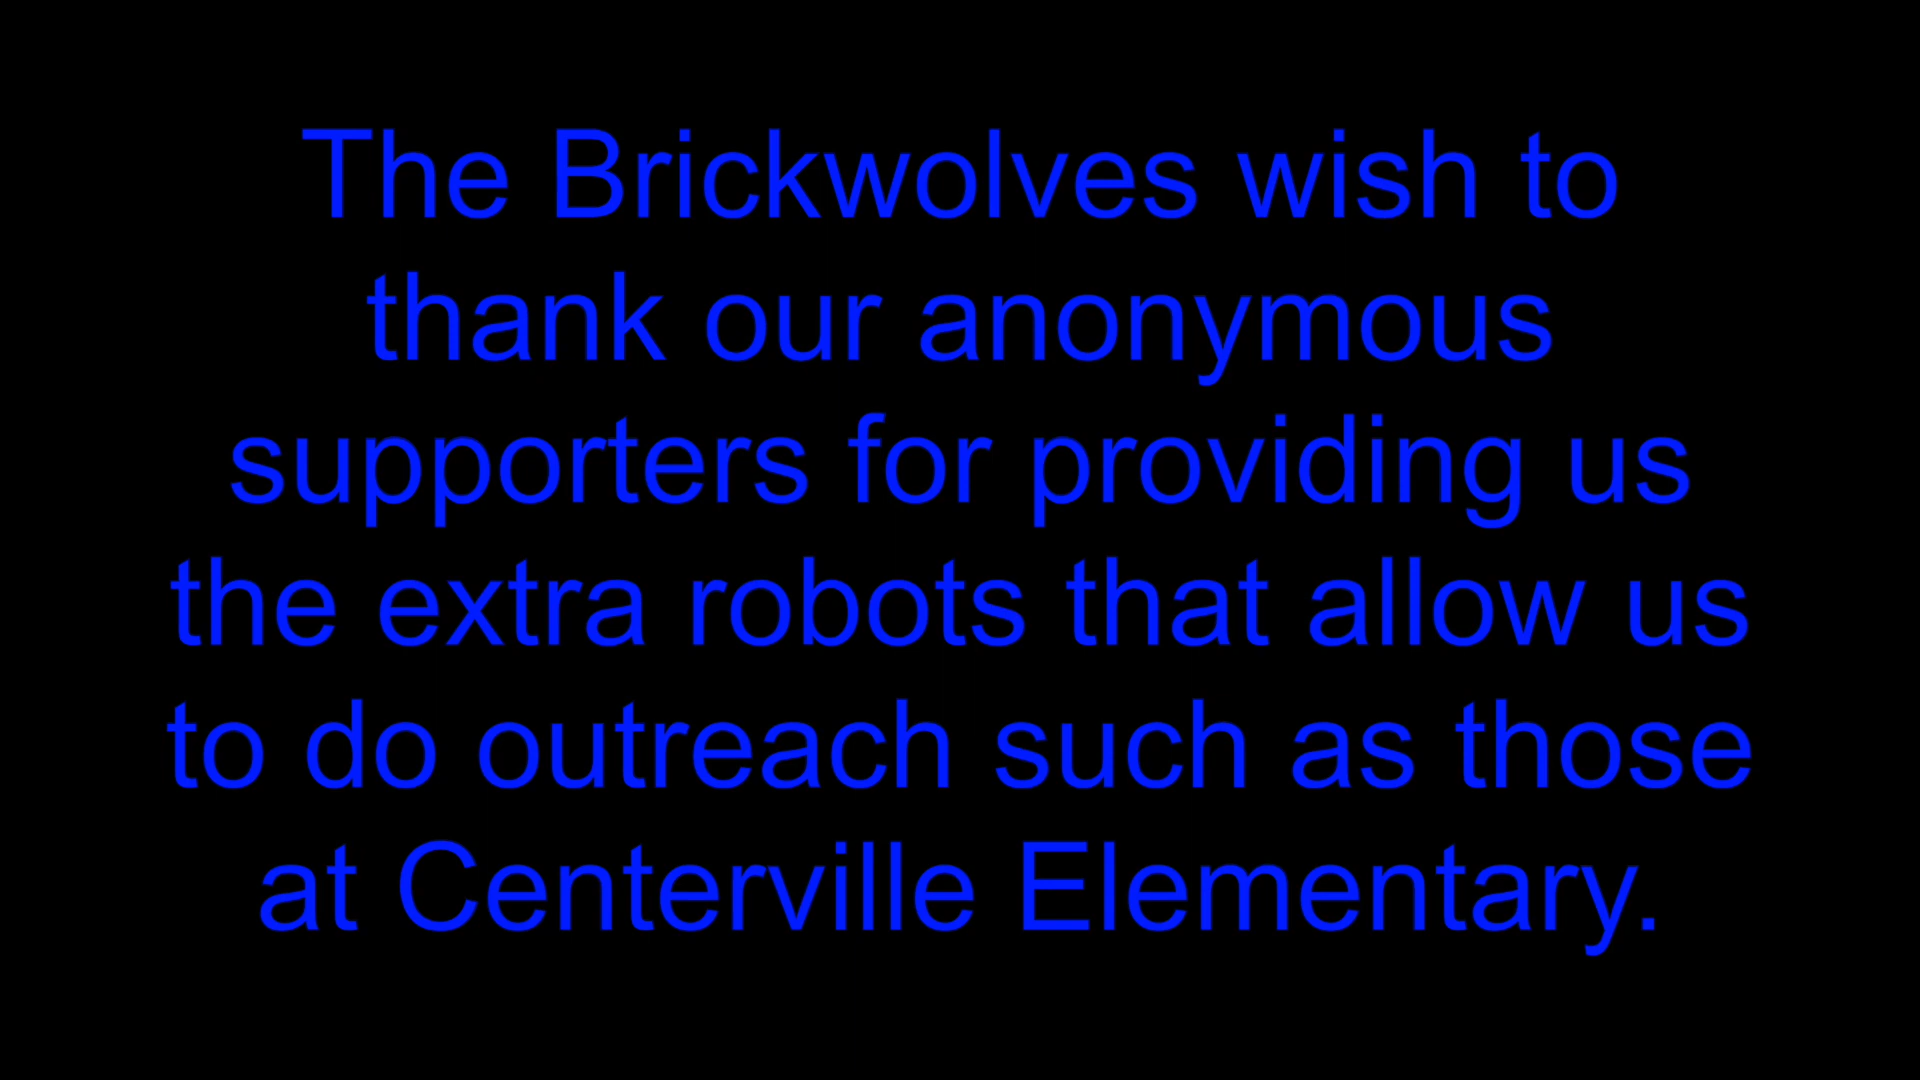 The Brickwolves wish to
thank our anonymous
supporters for providing us
the extra robots that allow us
to do outreach such as those
at Centerville Elementary.